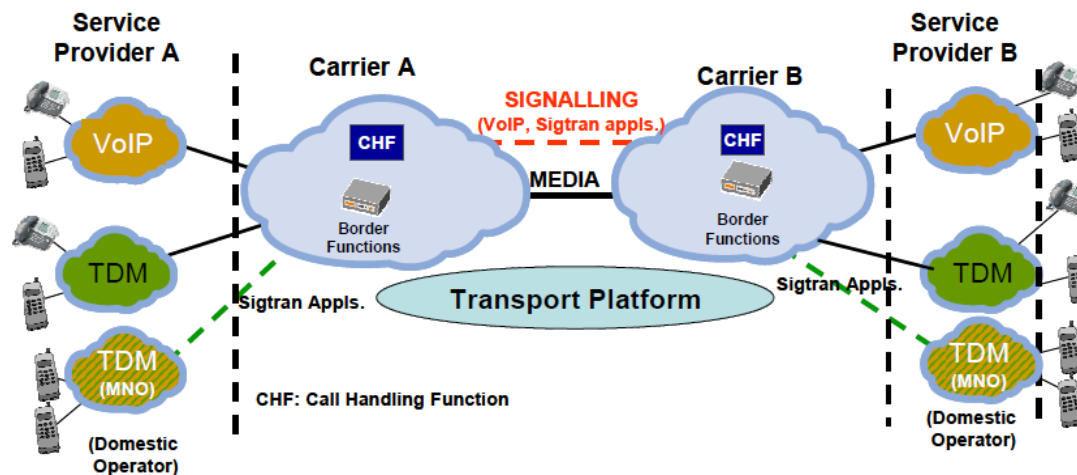 Service
Provider A
Carrier A
Carrier B
Service
Provider B
SIGNALLING
(VoIP, Sigtran appls.)
VoIP
CHF
CHF
VoIP
MEDIA
Border
Functions
Border
Functions
TDM
TDM
Sigtran Appls.
Sigtran Appls.
Transport Platform
TDM
(MNO)
TDM
(MNO)
CHF: Call Handling Function
(Domestic
Operator)
(Domestic
Operator)